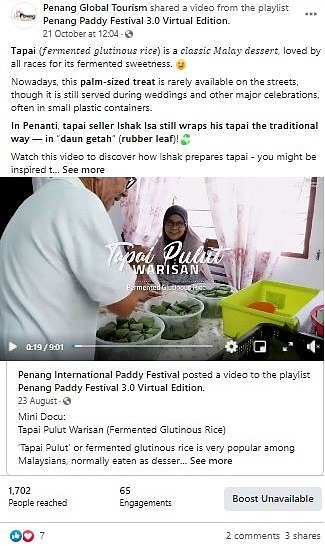 Penang Global Tourism shared a video from the playlist
Penang Paddy Festival 3.0 Virtual Edition.
21 October at 12:04 ·
Tapai (fermented glutinous rice) is a classic Malay dessert, loved by
all races for its fermented sweetness. 😉
Nowadays, this palm-sized treat is rarely available on the streets,
though it is still served during weddings and other major celebrations,
often in small plastic containers.
In Penanti, tapai seller Ishak Isa still wraps his tapai the traditional
way — in "daun getah" (rubber leaf)!
Watch this video to discover how Ishak prepares tapai - you might be
inspired t... See more
Tapai Pulut
WARISAN
Fermented Glutinous Rice
0:19 / 9:01
Penang International Paddy Festival posted a video to the playlist
Penang Paddy Festival 3.0 Virtual Edition.
23 August ·
Mini Docu:
Tapai Pulut Warisan (Fermented Glutinous Rice)
'Tapai Pulut' or fermented glutinous rice is very popular among
Malaysians, normally eaten as desser... See more
1,702
People reached
65
Engagements
Boost Unavailable
7
2 comments 3 shares